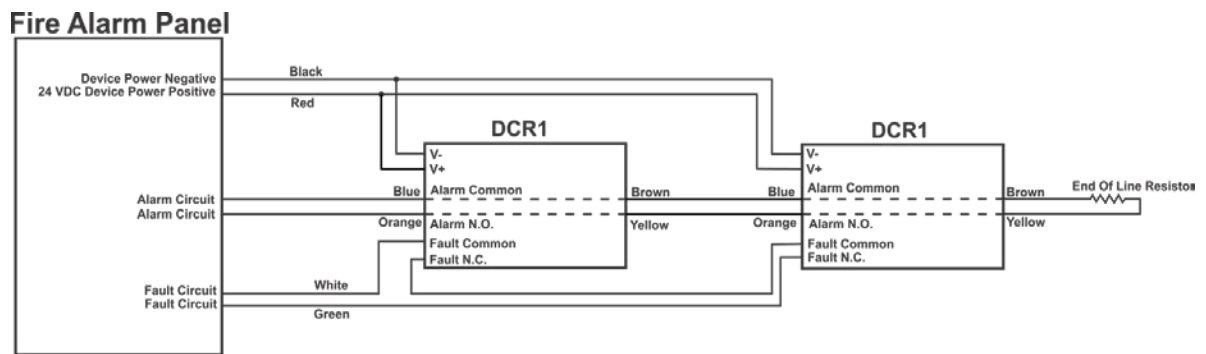 Fire Alarm Panel
Device Power Negative
24 VDC Device Power Positive
Black
Red
DCR1
V-
V+
DCR1
V-
V+
Alarm Circuit
Alarm Circuit
Blue
Alarm Common
Brown
Orange
Alarm N.O.
Yellow
Fault Common
Fault N.C.
Blue
Alarm Common
Brown
Orange
Alarm N.O.
Yellow
Fault Common
Fault N.C.
End Of Line Resistor
Fault Circuit
Fault Circuit
White
Green